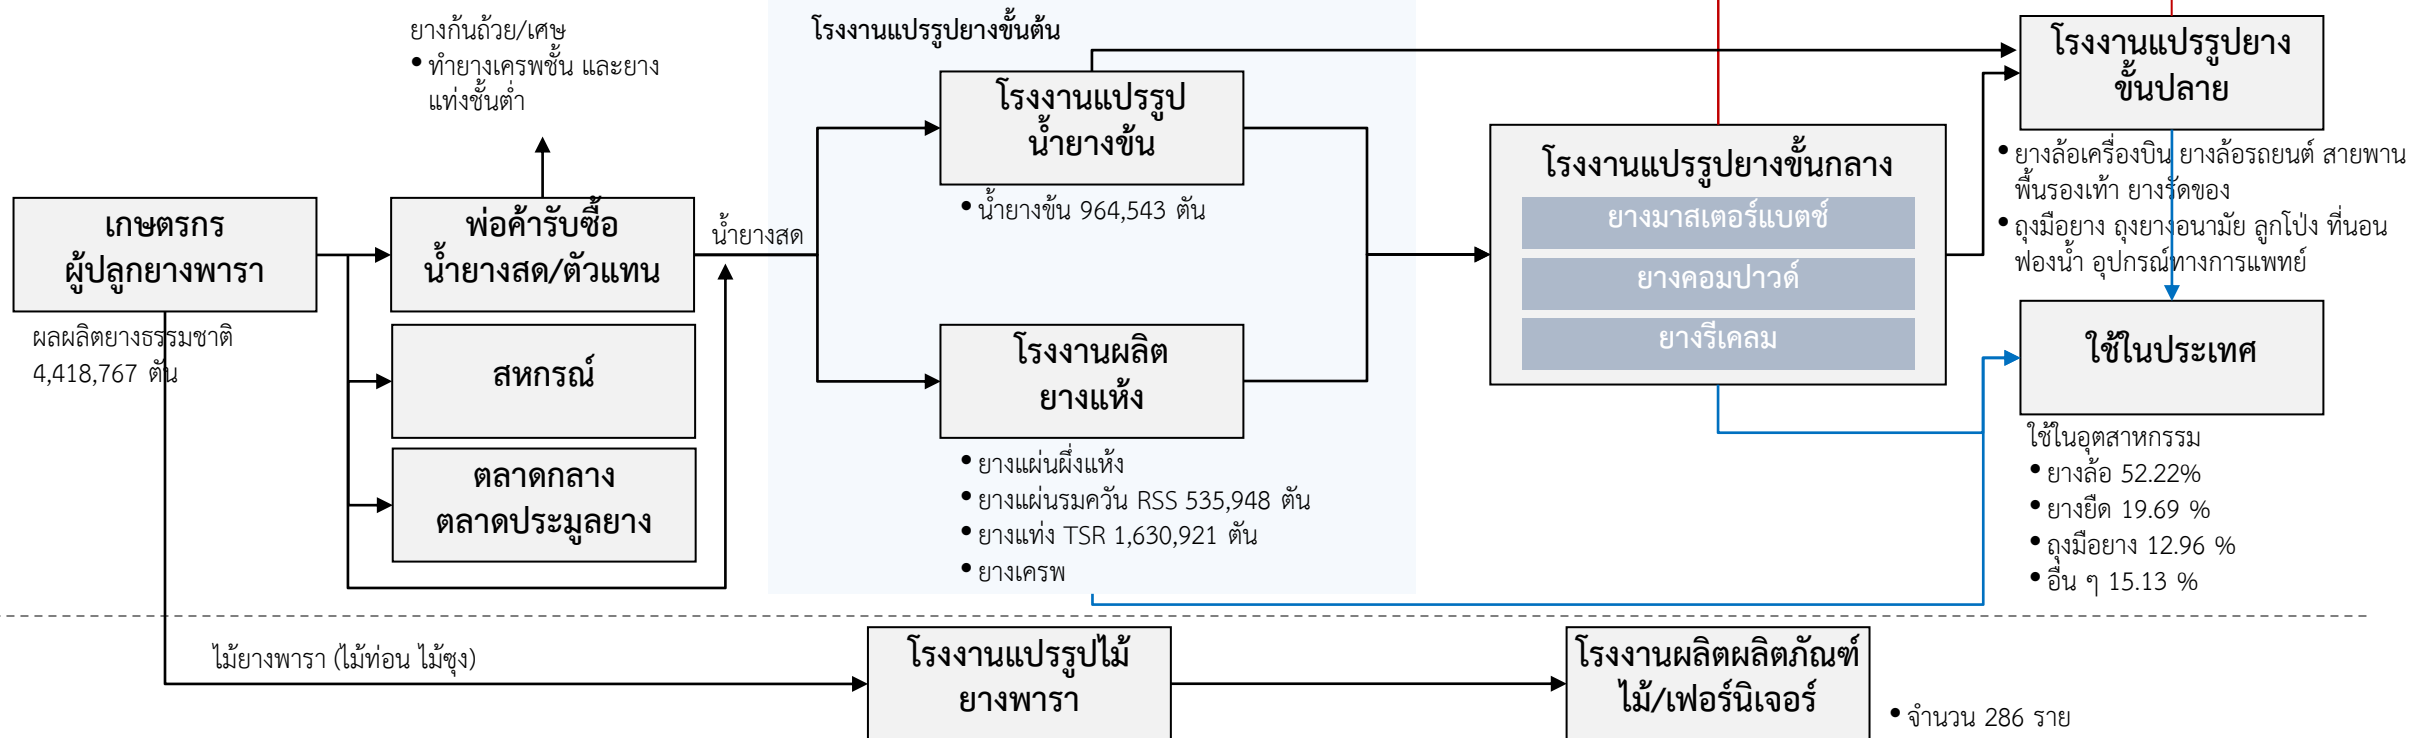 ยางก้นถ้วย/เศษ
• ทำยางเครพชั้น และยาง
แท่งชั้นต่ำ
โรงงานแปรรูปยางขั้นต้น
โรงงานแปรรูป
น้ำยางข้น
• น้ำยางข้น 964,543 ตัน
เกษตรกร
ผู้ปลูกยางพารา
ผลผลิตยางธรรมชาติ
4,418,767 ตัน
พ่อค้ารับซื้อ
น้ำยางสด/ตัวแทน
น้ำยางสด
สหกรณ์
ตลาดกลาง
ตลาดประมูลยาง
โรงงานผลิต
ยางแห้ง
• ยางแผ่นผึ่งแห้ง
• ยางแผ่นรมควัน RSS 535,948 ตัน
• ยางแท่ง TSR 1,630,921 ตัน
• ยางเครพ
โรงงานแปรรูปยางขั้นกลาง
ยางมาสเตอร์แบตช์
ยางคอมปาวด์
ยางรีเคลม
โรงงานแปรรูปยาง
ขั้นปลาย
• ยางล้อเครื่องบิน ยางล้อรถยนต์ สายพาน
พื้นรองเท้า ยางรัดของ
• ถุงมือยาง ถุงยางอนามัย ลูกโป่ง ที่นอน
ฟองน้ำ อุปกรณ์ทางการแพทย์
ใช้ในประเทศ
ใช้ในอุตสาหกรรม
• ยางล้อ 52.22%
• ยางยืด 19.69 %
• ถุงมือยาง 12.96 %
• อื่น ๆ 15.13 %
ไม้ยางพารา (ไม้ท่อน ไม้ซุง)
โรงงานแปรรูปไม้
ยางพารา
โรงงานผลิตผลิตภัณฑ์
ไม้/เฟอร์นิเจอร์
• จำนวน 286 ราย